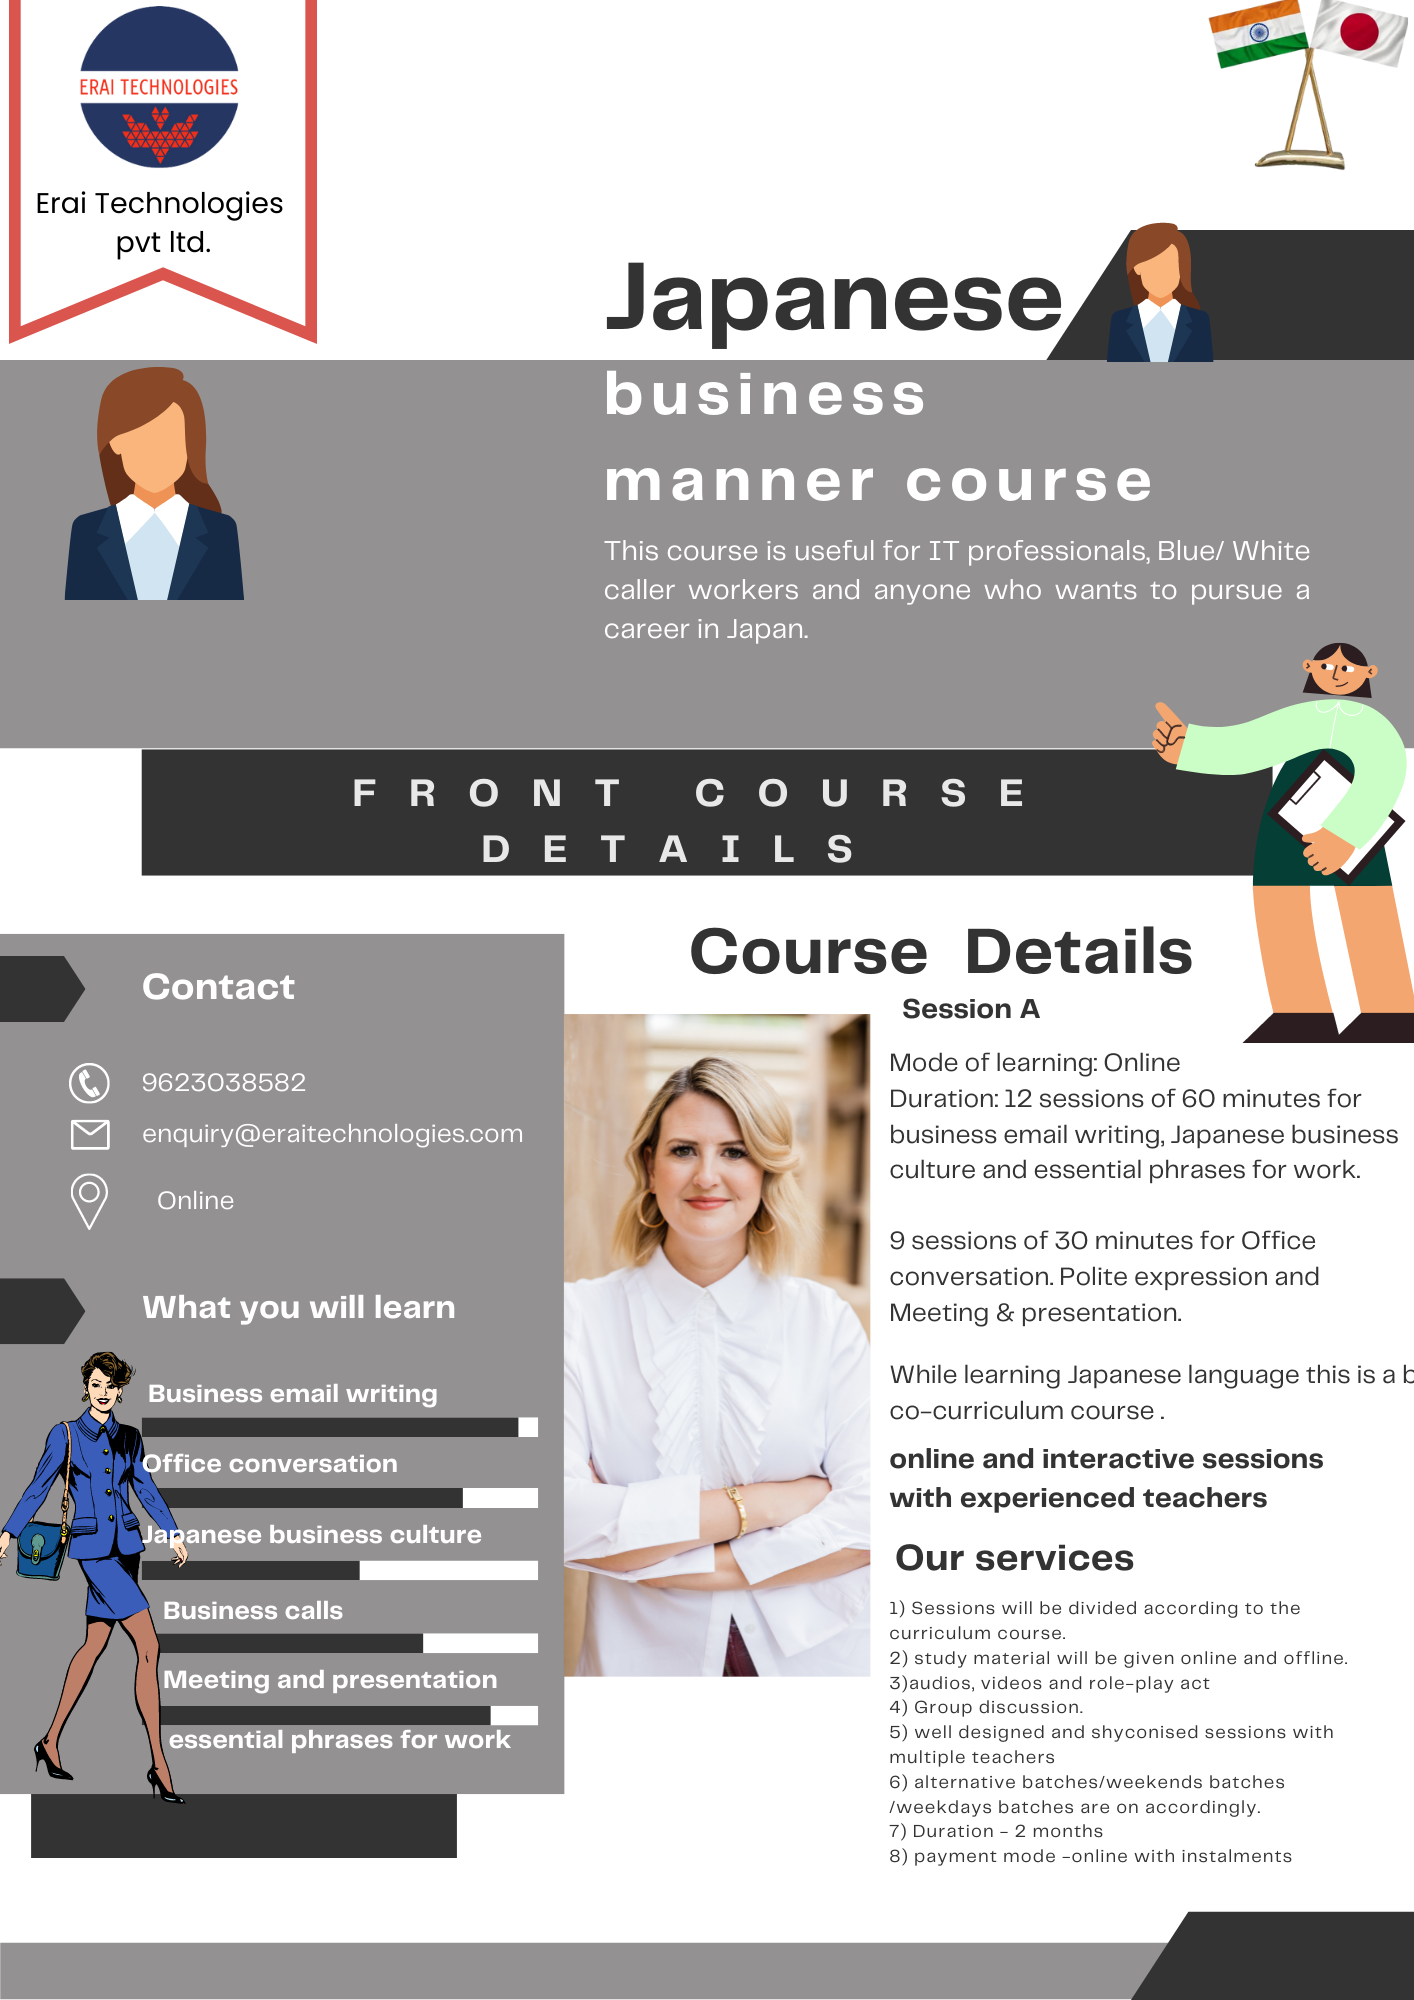 ERAI TECHNOLOGIES
Erai Technologies
pvt ltd.
Japanese
business
manner course
This course is useful for IT professionals, Blue/ White
caller workers and anyone who wants to pursue a
career in Japan.
FRONT COURSE
DETAILS
Contact
9623038582
enquiry@eraitechnologies.com
Online
What you will learn
Business email writing
Office conversation
Japanese business culture
Business calls
Meeting and presentation
essential phrases for work
Course Details
Session A
Mode of learning: Online
Duration: 12 sessions of 60 minutes for
business email writing, Japanese business
culture and essential phrases for work.
9 sessions of 30 minutes for Office
conversation. Polite expression and
Meeting & presentation.
While learning Japanese language this is a
co-curriculum course .
online and interactive sessions
with experienced teachers
Our services
1) Sessions will be divided according to the
curriculum course.
2) study material will be given online and offline.
3)audios, videos and role-play act
4) Group discussion.
5) well designed and shyconised sessions with
multiple teachers
6) alternative batches/weekends batches
/weekdays batches are on accordingly.
7) Duration - 2 months
8) payment mode -online with instalments